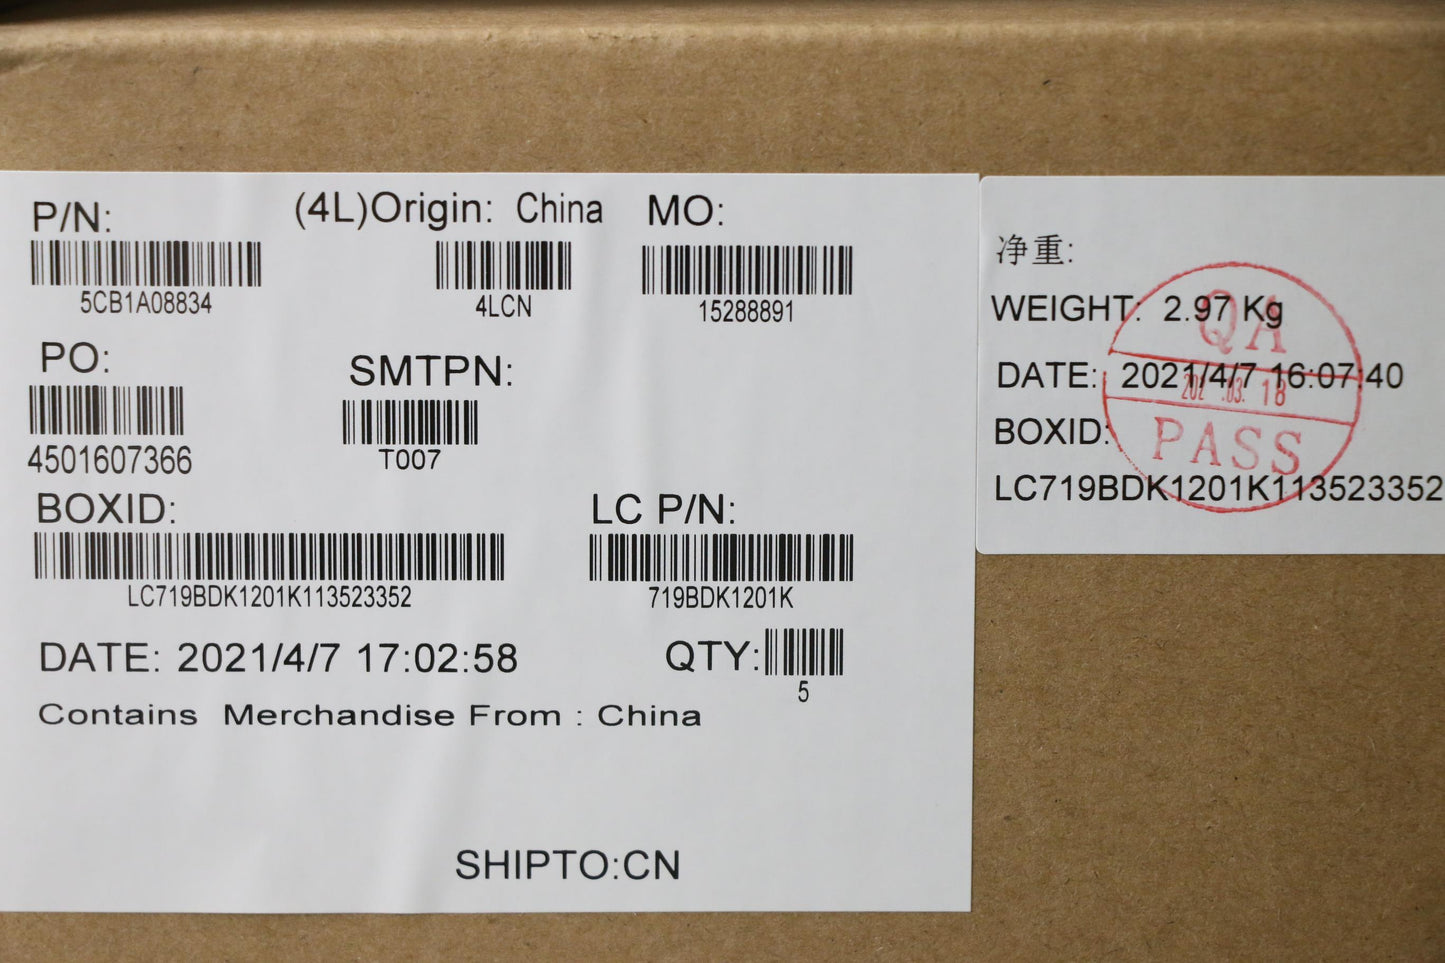 P/N: (4L)Origin: China MO:
5CB1A08834 4LCN 15288891
PO: SMTPN:
4501607366 T007
BOXID: LC P/N:
LC719BDK1201K113523352 719BDK1201K
DATE: 2021/4/7 17:02:58 QTY:
5
Contains Merchandise From : China
SHIPTO:CN
净重:
WEIGHT: 2.97 Kg
DATE: 2021/4/7 16:07:40
BOXID:
LC719BDK1201K113523352
QA
PASS